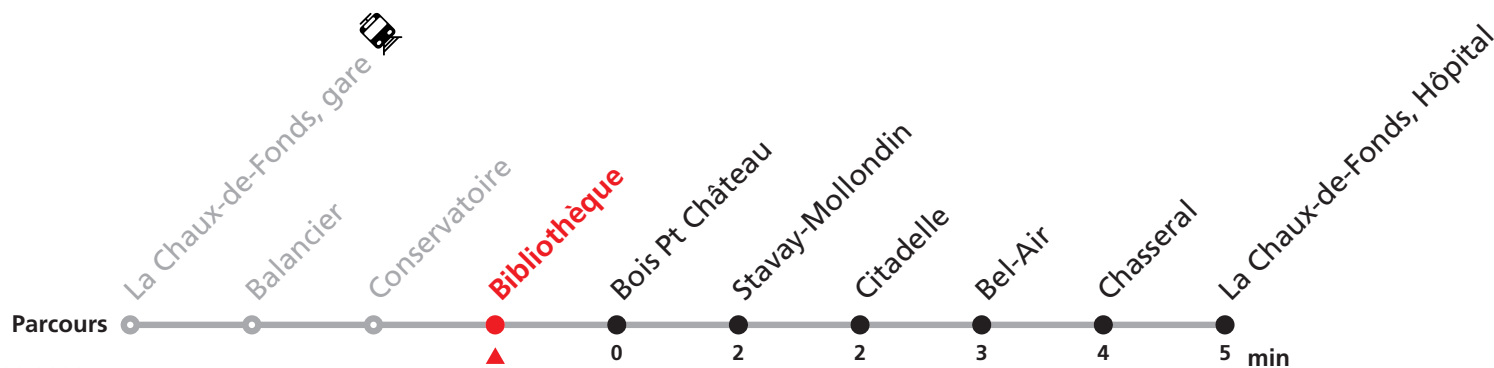 La Chaux-de-Fonds, gare
Balancier
Conservatoire
Bibliothèque
Bois Pt Château
Stavay-Mollondin
Citadelle
Bel-Air
Chasseral
La Chaux-de-Fonds, Hôpital
Parcours
0 2 2 3 4 5 min